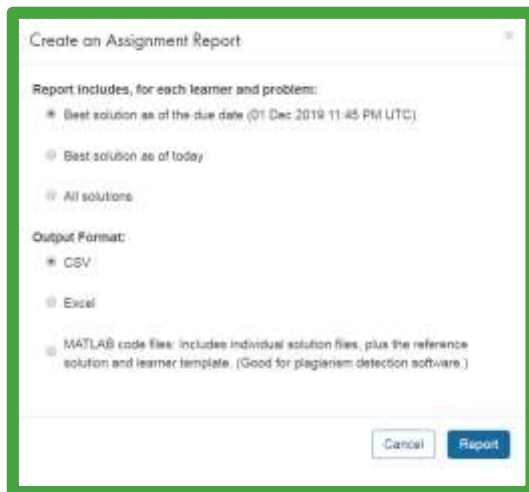 Create an Assignment Report
×
Report includes, for each learner and problem:
Best solution as of the due date (01 Dec 2019 11:45 PM UTC)
Best solution as of today
All solutions
Output Format:
CSV
Excel
MATLAB code files: Includes individual solution files, plus the reference
solution and learner template. (Good for plagiarism detection software.)
Cancel Report